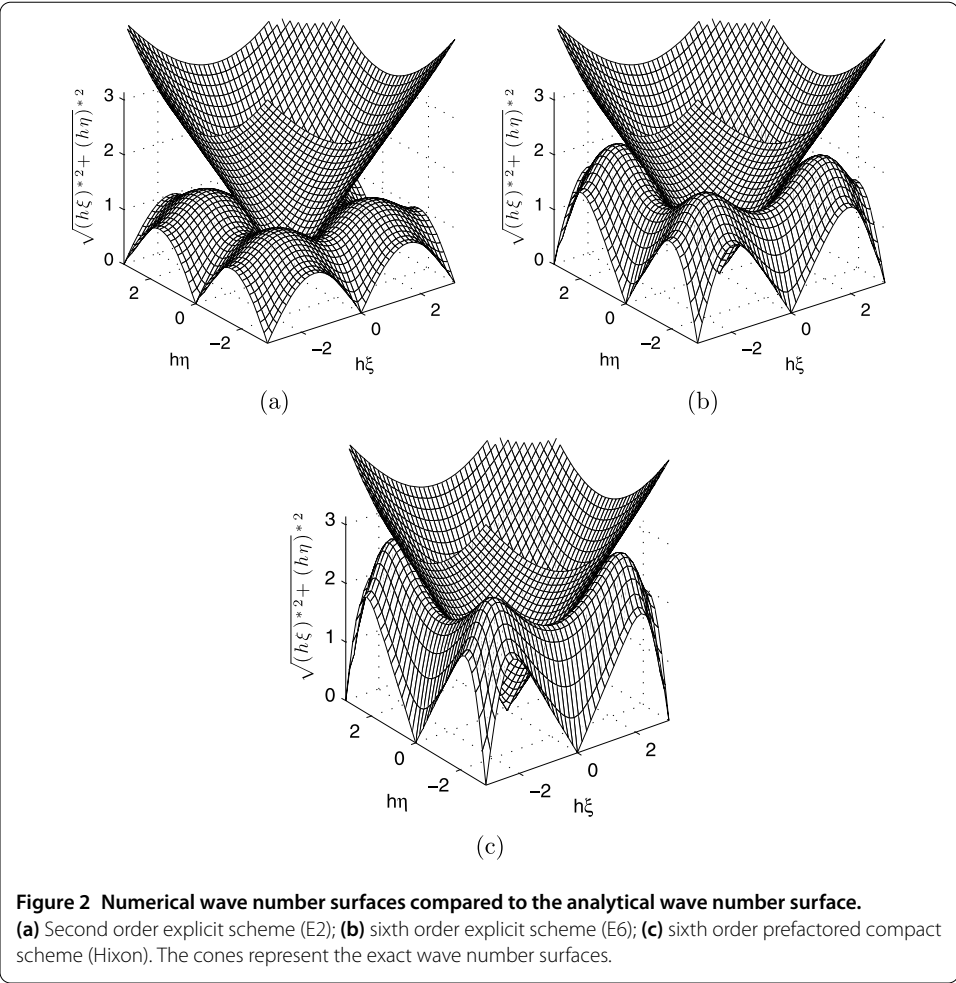 √(hξ)*²+ (hη)*²
3
2
1
0
2
0
−2
hη
−2
0
2
hξ
(a)
√(hξ)*²+ (hη)*²
3
2
1
0
2
0
−2
hη
−2
0
2
hξ
(b)
√(hξ)*²+ (hη)*²
3
2
1
0
2
0
−2
hη
−2
0
2
hξ
(c)
Figure 2 Numerical wave number surfaces compared to the analytical wave number surface.
(a) Second order explicit scheme (E2); (b) sixth order explicit scheme (E6); (c) sixth order prefactored compact
scheme (Hixon). The cones represent the exact wave number surfaces.